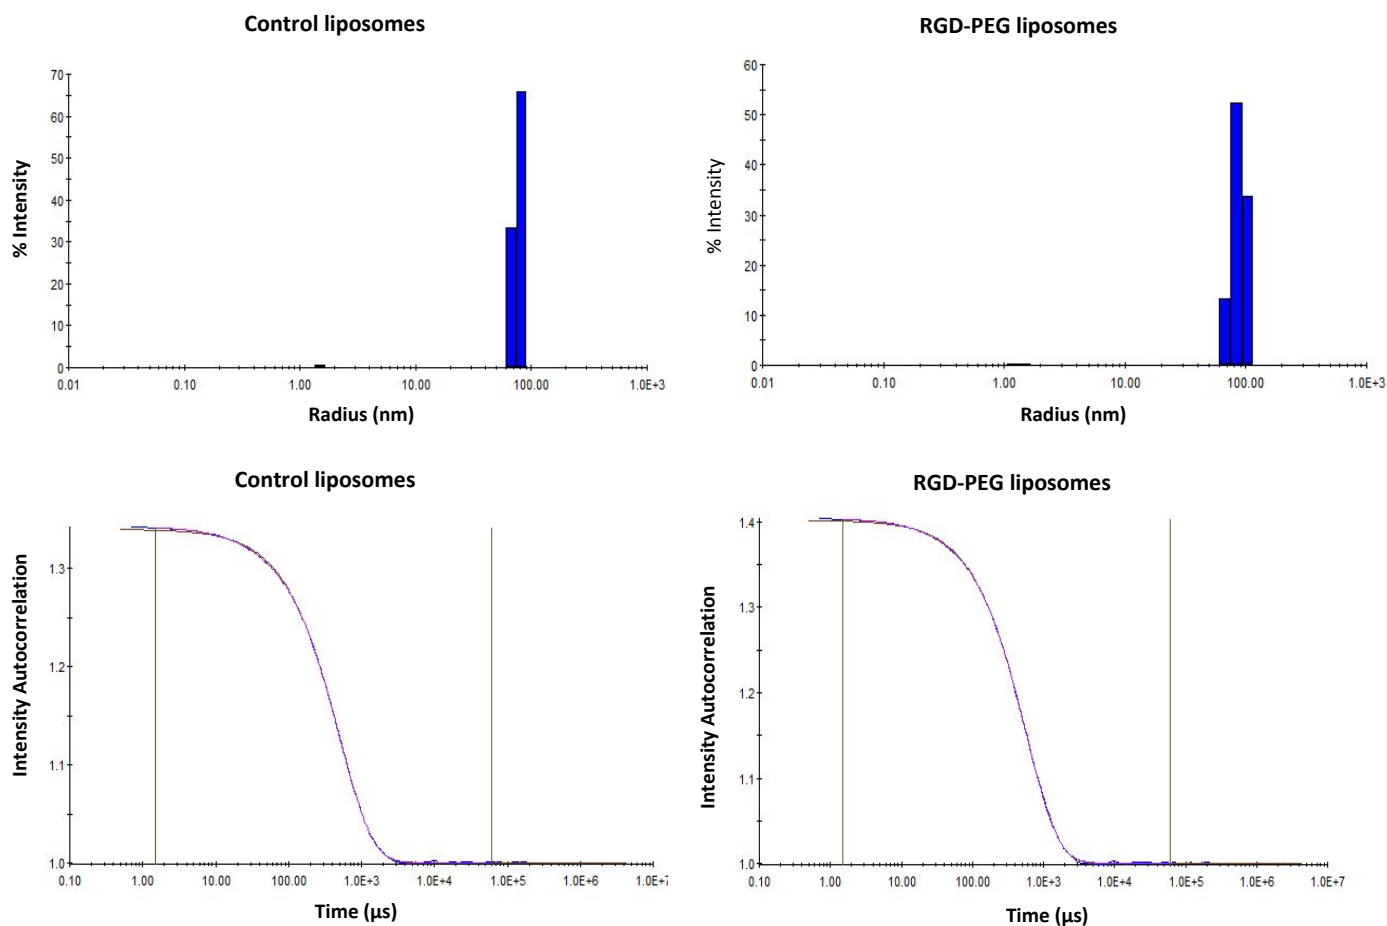 Control liposomes
RGD-PEG liposomes
% Intensity
70
60
50
40
30
20
10
0
0.01 0.10 1.00 10.00 100.00 1.0E+3
Radius (nm)
% Intensity
60
50
40
30
20
10
0
0.01 0.10 1.00 10.00 100.00 1.0E+3
Radius (nm)
Control liposomes
RGD-PEG liposomes
Intensity Autocorrelation
1.3
1.2
1.1
1.0
0.10 1.00 10.00 100.00 1.0E+3 1.0E+4 1.0E+5 1.0E+6 1.0E+7
Time (µs)
Intensity Autocorrelation
1.4
1.3
1.2
1.1
1.0
0.10 1.00 10.00 100.00 1.0E+3 1.0E+4 1.0E+5 1.0E+6 1.0E+7
Time (µs)